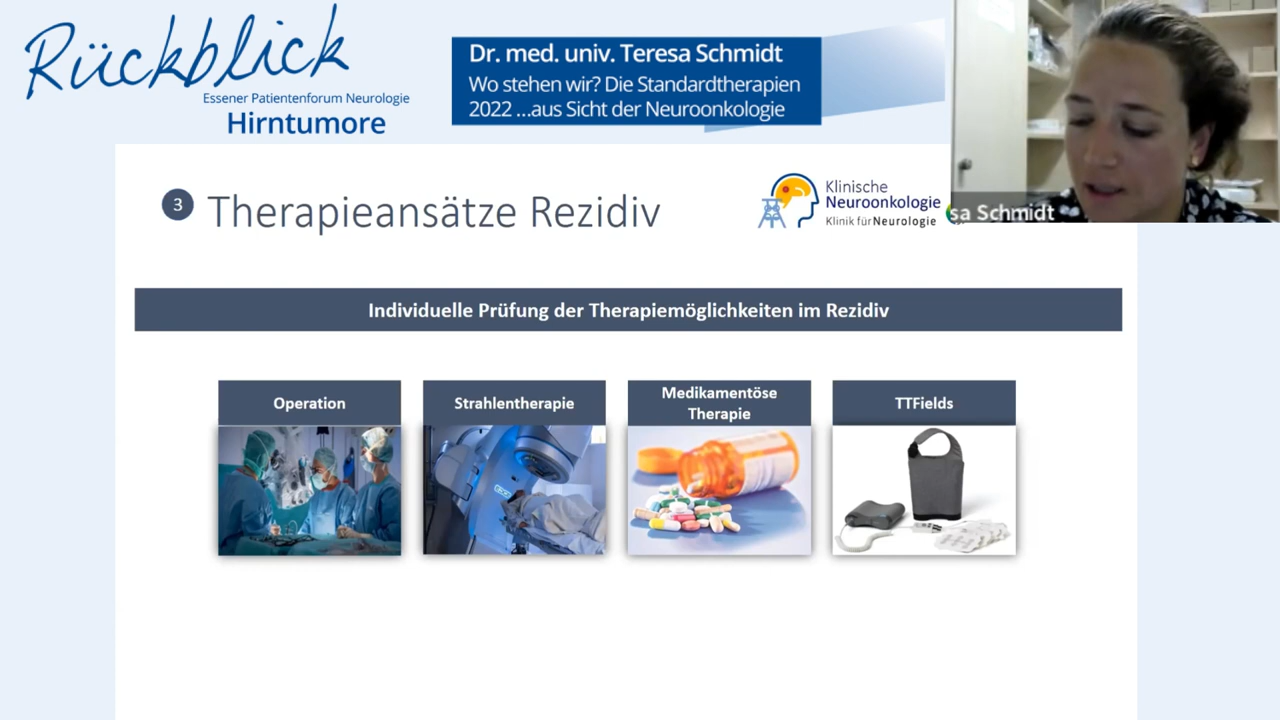 Rückblick
Essener Patientenforum Neurologie
Hirntumore
Dr. med. univ. Teresa Schmidt
Wo stehen wir? Die Standardtherapien
2022 ...aus Sicht der Neuroonkologie
sa Schmidt
3 Therapieansätze Rezidiv
Klinische
Neuroonkologie
Klinik für Neurologie
Individuelle Prüfung der Therapiemöglichkeiten im Rezidiv
Operation
Strahlentherapie
Medikamentöse
Therapie
TTFields